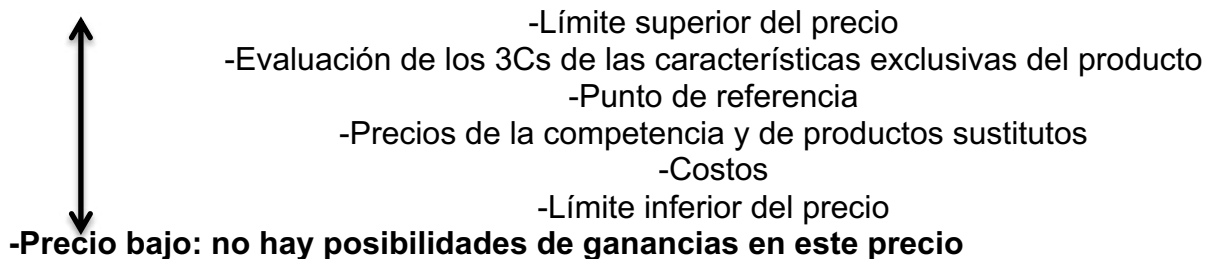 -Límite superior del precio
-Evaluación de los 3Cs de las características exclusivas del producto
-Punto de referencia
-Precios de la competencia y de productos sustitutos
-Costos
-Límite inferior del precio
-Precio bajo: no hay posibilidades de ganancias en este precio